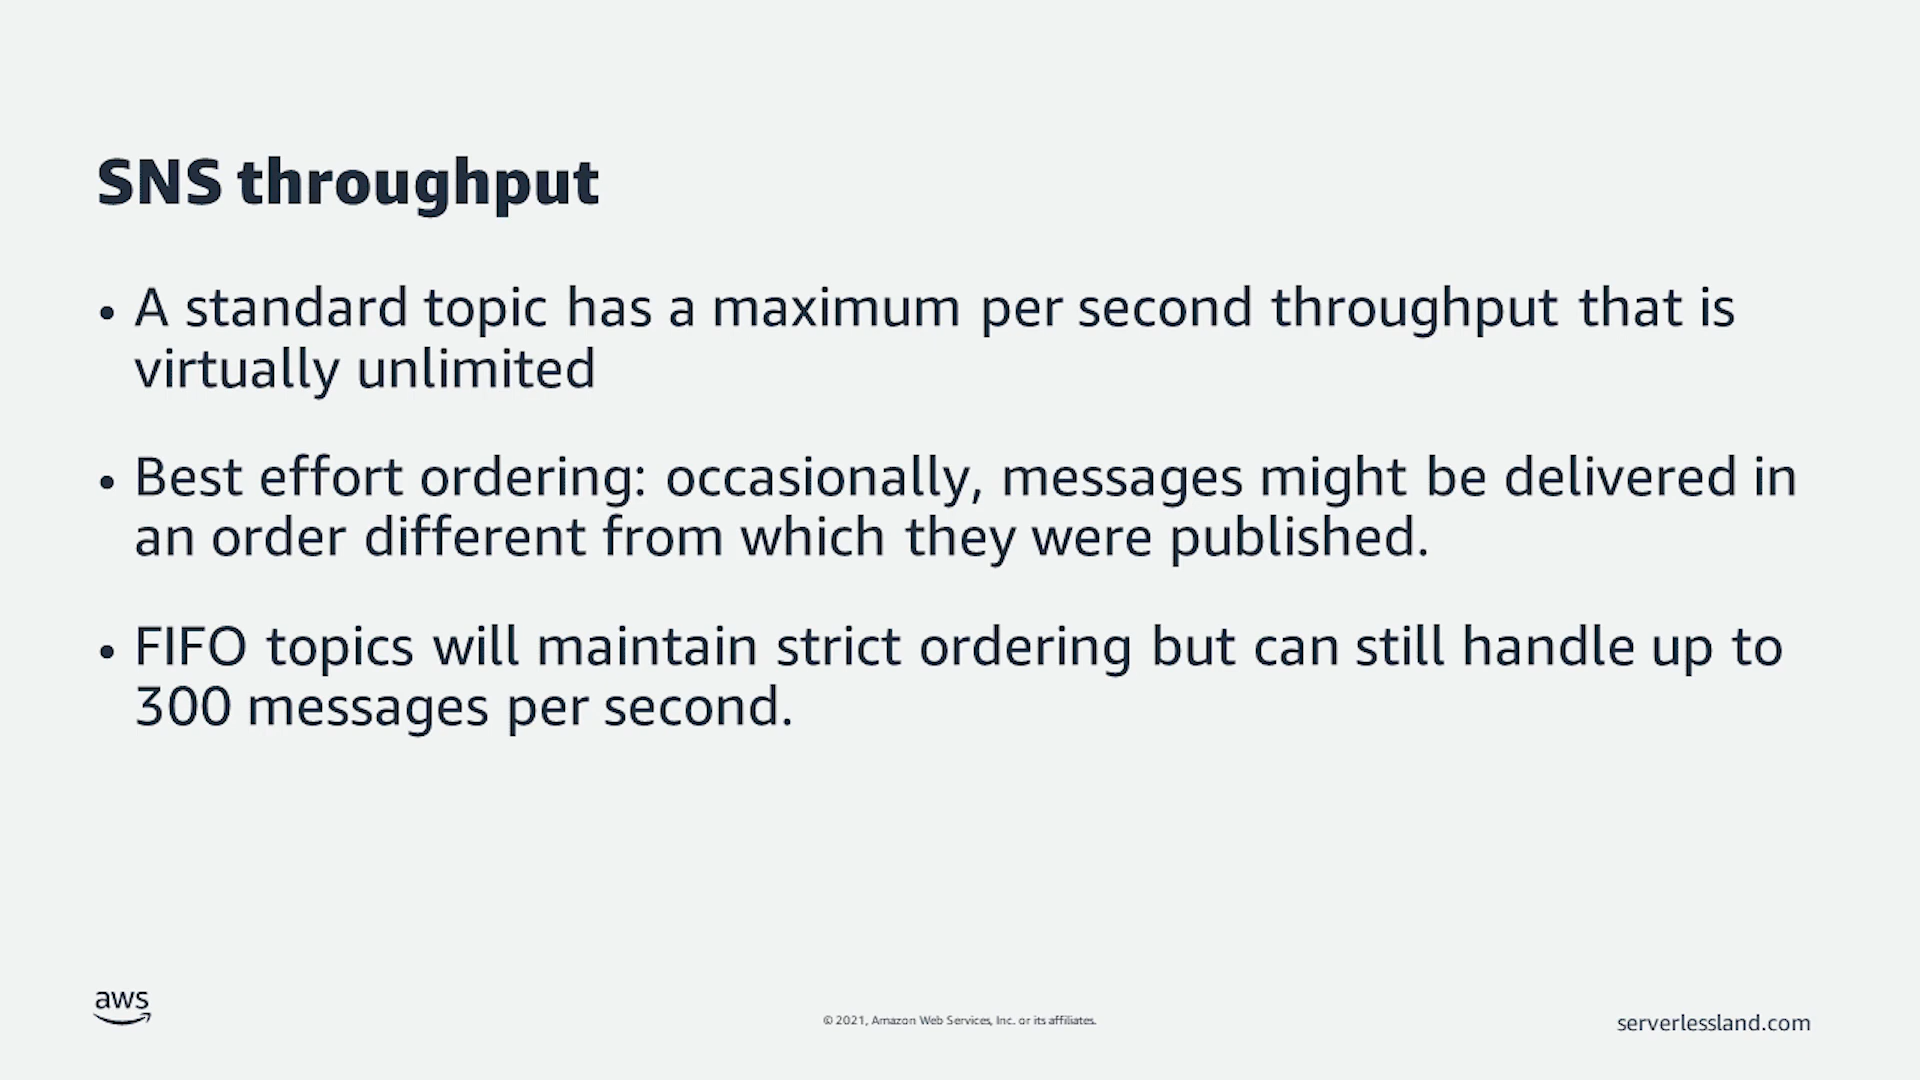 SNS throughput
• A standard topic has a maximum per second throughput that is
virtually unlimited
• Best effort ordering: occasionally, messages might be delivered in
an order different from which they were published.
• FIFO topics will maintain strict ordering but can still handle up to
300 messages per second.
aws
© 2021, Amazon Web Services, Inc. or its affiliates.
serverlessland.com